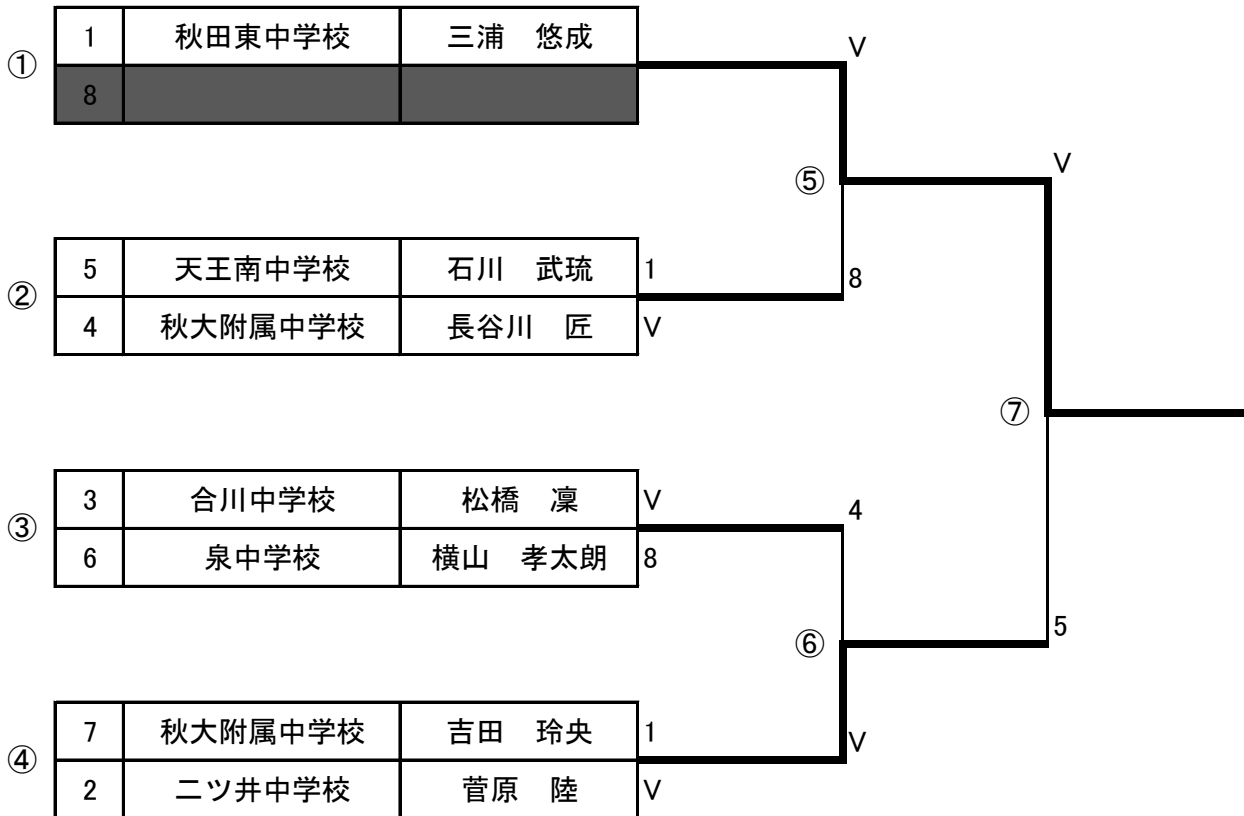 ① 1 秋田東中学校 三浦 悠成 V
8
⑤ V
② 5 天王南中学校 石川 武琉 1 8
4 秋大附属中学校 長谷川 匠 V
⑦
③ 3 合川中学校 松橋 凜 V 4
6 泉中学校 横山 孝太朗 8
⑥ 5
④ 7 秋大附属中学校 吉田 玲央 1 V
2 二ツ井中学校 菅原 陸 V